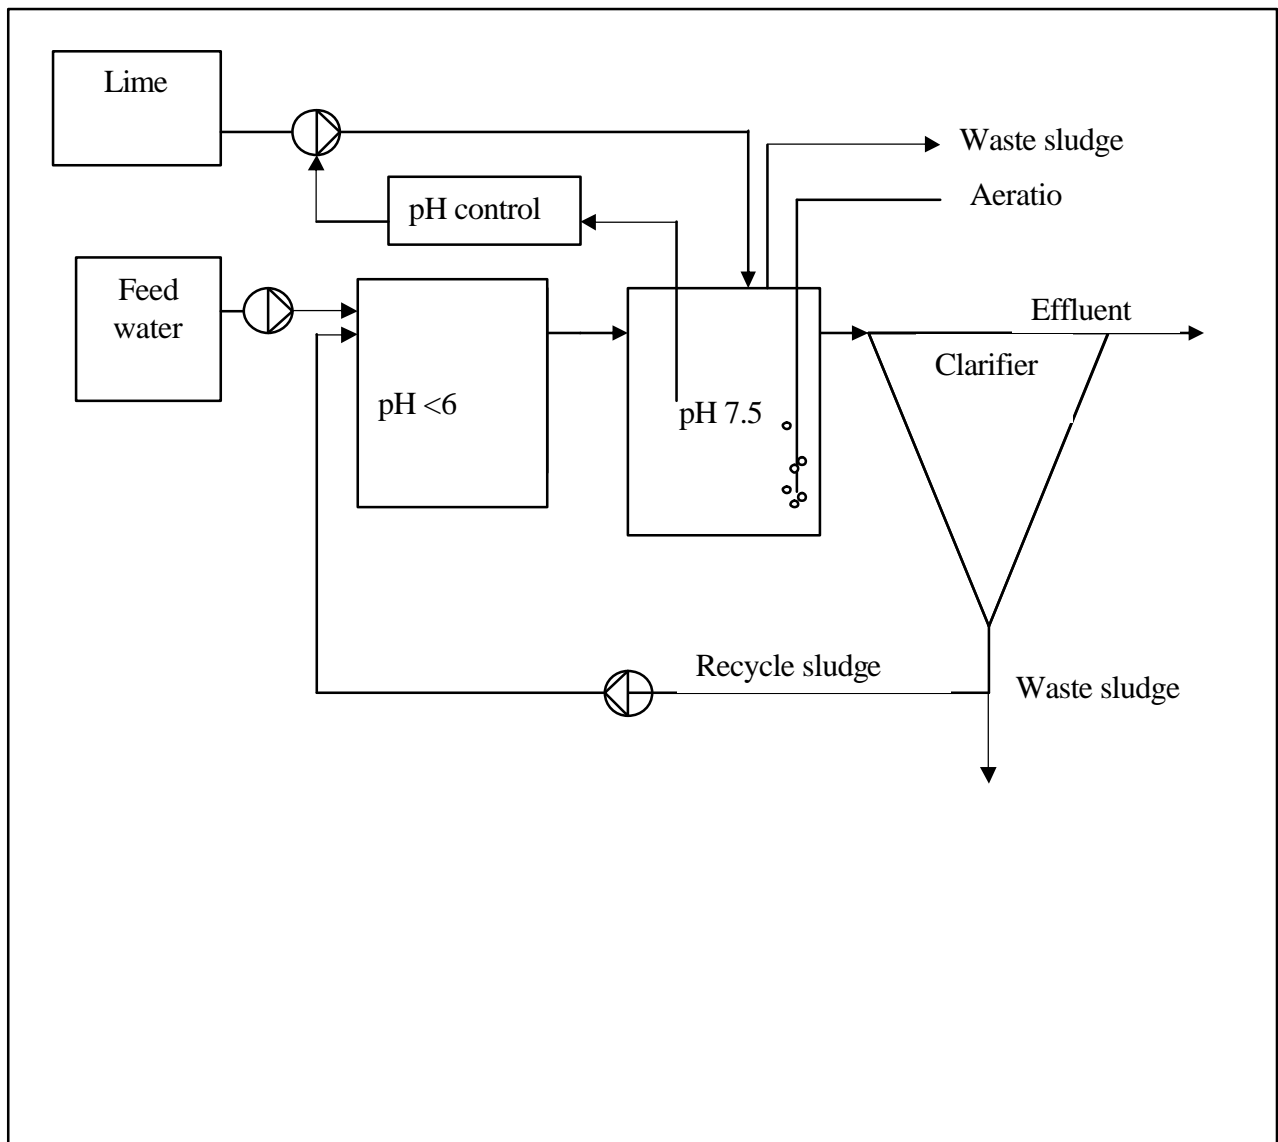 Lime
Waste sludge
Aeratio
pH control
Feed
water
Effluent
Clarifier
pH <6
pH 7.5
Recycle sludge
Waste sludge